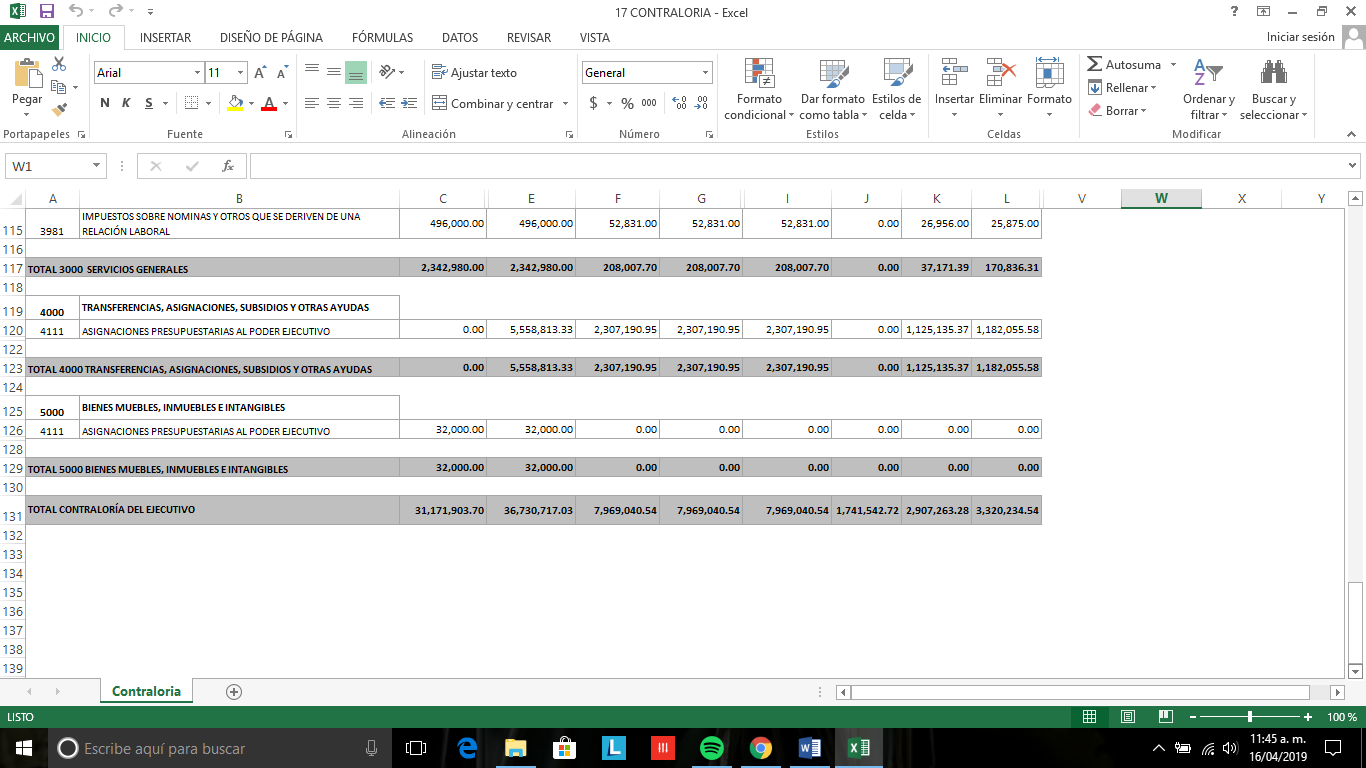 17 CONTRALORIA - Excel
Iniciar sesión
ARCHIVO INICIO INSERTAR DISEÑO DE PÁGINA FÓRMULAS DATOS REVISAR VISTA
Arial 11 Ajustar texto General Autosuma
Pegar Rellenar
N K S Combinar y centrar $ % 000 Formato condicional Dar formato como tabla Estilos de celda Insertar Eliminar Formato Borrar Ordenar y filtrar Buscar y seleccionar
Portapapeles Fuente Alineación Número Estilos Celdas Modificar
W1 fx
A B C E F G I J K L V W X Y
115 3981 IMPUESTOS SOBRE NOMINAS Y OTROS QUE SE DERIVEN DE UNA
RELACIÓN LABORAL 496,000.00 496,000.00 52,831.00 52,831.00 52,831.00 0.00 26,956.00 25,875.00
116
117 TOTAL 3000 SERVICIOS GENERALES 2,342,980.00 2,342,980.00 208,007.70 208,007.70 208,007.70 0.00 37,171.39 170,836.31
118
119 4000 TRANSFERENCIAS, ASIGNACIONES, SUBSIDIOS Y OTRAS AYUDAS
120 4111 ASIGNACIONES PRESUPUESTARIAS AL PODER EJECUTIVO 0.00 5,558,813.33 2,307,190.95 2,307,190.95 2,307,190.95 0.00 1,125,135.37 1,182,055.58
122
123 TOTAL 4000 TRANSFERENCIAS, ASIGNACIONES, SUBSIDIOS Y OTRAS AYUDAS 0.00 5,558,813.33 2,307,190.95 2,307,190.95 2,307,190.95 0.00 1,125,135.37 1,182,055.58
124
125 5000 BIENES MUEBLES, INMUEBLES E INTANGIBLES
126 4111 ASIGNACIONES PRESUPUESTARIAS AL PODER EJECUTIVO 32,000.00 32,000.00 0.00 0.00 0.00 0.00 0.00 0.00
128
129 TOTAL 5000 BIENES MUEBLES, INMUEBLES E INTANGIBLES 32,000.00 32,000.00 0.00 0.00 0.00 0.00 0.00 0.00
130
131 TOTAL CONTRALORÍA DEL EJECUTIVO 31,171,903.70 36,730,717.03 7,969,040.54 7,969,040.54 7,969,040.54 1,741,542.72 2,907,263.28 3,320,234.54
132
133
134
135
136
137
138
139
Contraloria
LISTO 100 %
Escribe aquí para buscar
11:45 a. m.
16/04/2019